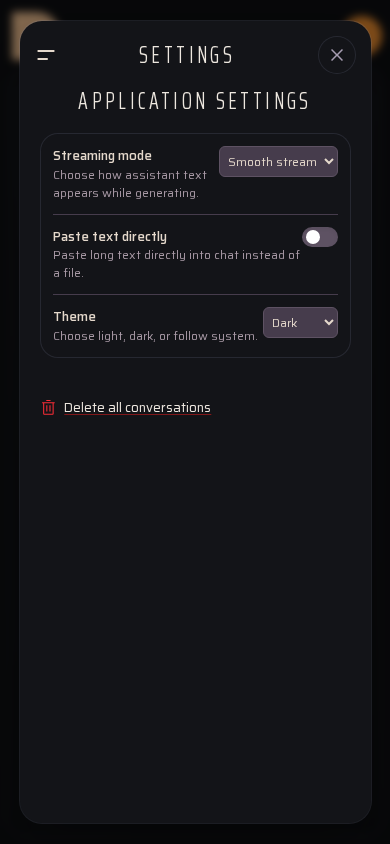 SETTINGS
APPLICATION SETTINGS
Streaming mode
Smooth stream
Choose how assistant text
appears while generating.
Paste text directly
Paste long text directly into chat instead of
a file.
Theme
Dark
Choose light, dark, or follow system.
Delete all conversations